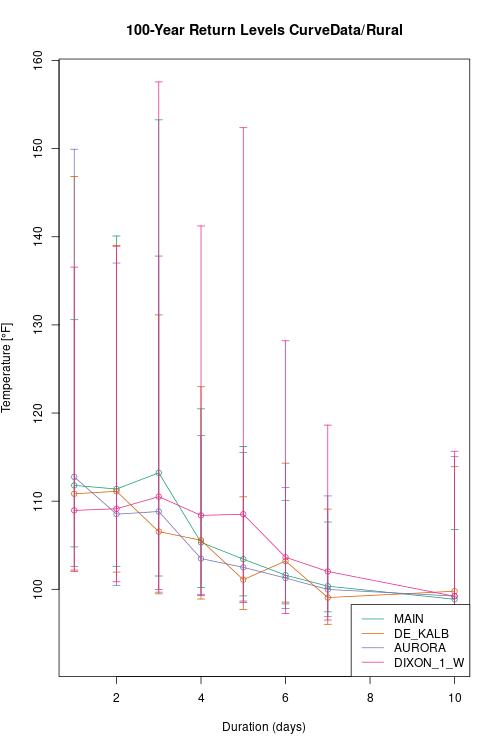 100-Year Return Levels CurveData/Rural
160
150
140
130
120
110
100
Temperature [°F]
MAIN
DE_KALB
AURORA
DIXON_1_W
2 4 6 8 10
Duration (days)